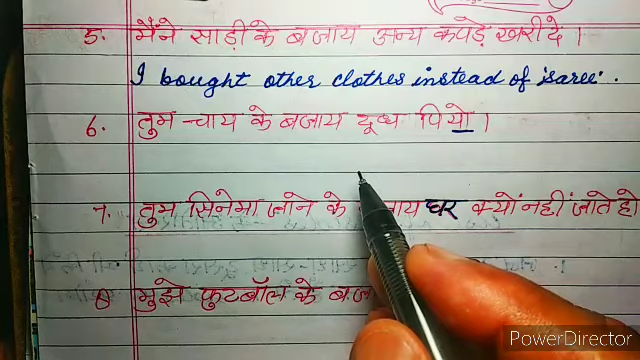 5. मैंने साड़ी के बजाय अन्य कपड़े खरीदे।
I bought other clothes instead of 'saree'.
6. तुम चाय के बजाय दूध पियो।
7. तुम सिनेमा जाने के घर क्यों नहीं जाते हो
8 मुझे फुटबॉल के
PowerDirector